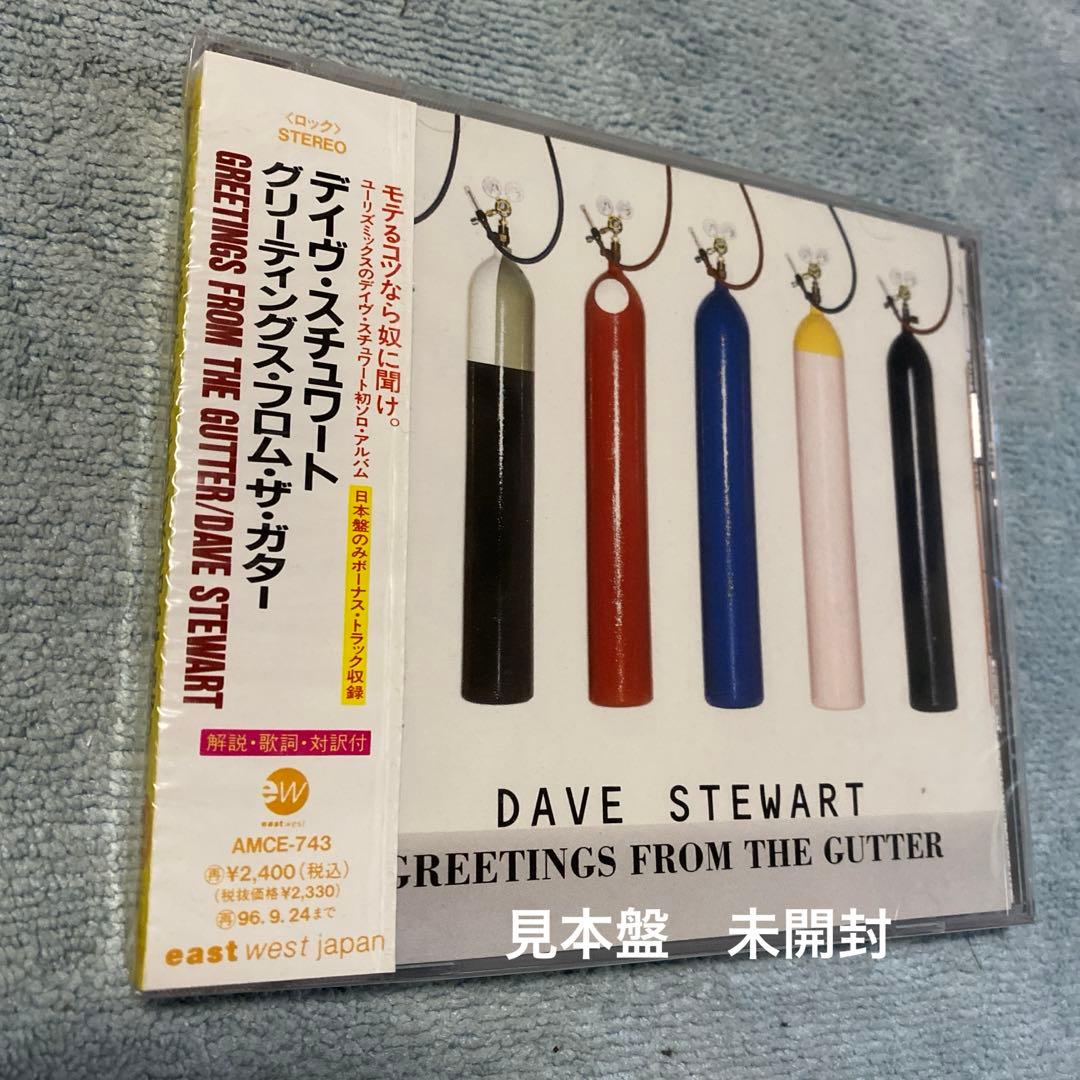 〈ロック〉
STEREO
モテるコツなら奴に聞け。
ユーリズミックスのデイヴ・スチュワート初ソロ・アルバム
日本盤のみボーナス・トラック収録
デイヴ・スチュワート
グリーティングス・フロム・ザ・ガター
GREETINGS FROM THE GUTTER/DAVE STEWART
解説・歌詞・対訳付
ew
eastwest
AMCE-743
再¥2,400(税込)
(税抜価格¥2,330)
再96.9.24まで
east west japan
DAVE STEWART
GREETINGS FROM THE GUTTER
見本盤 未開封